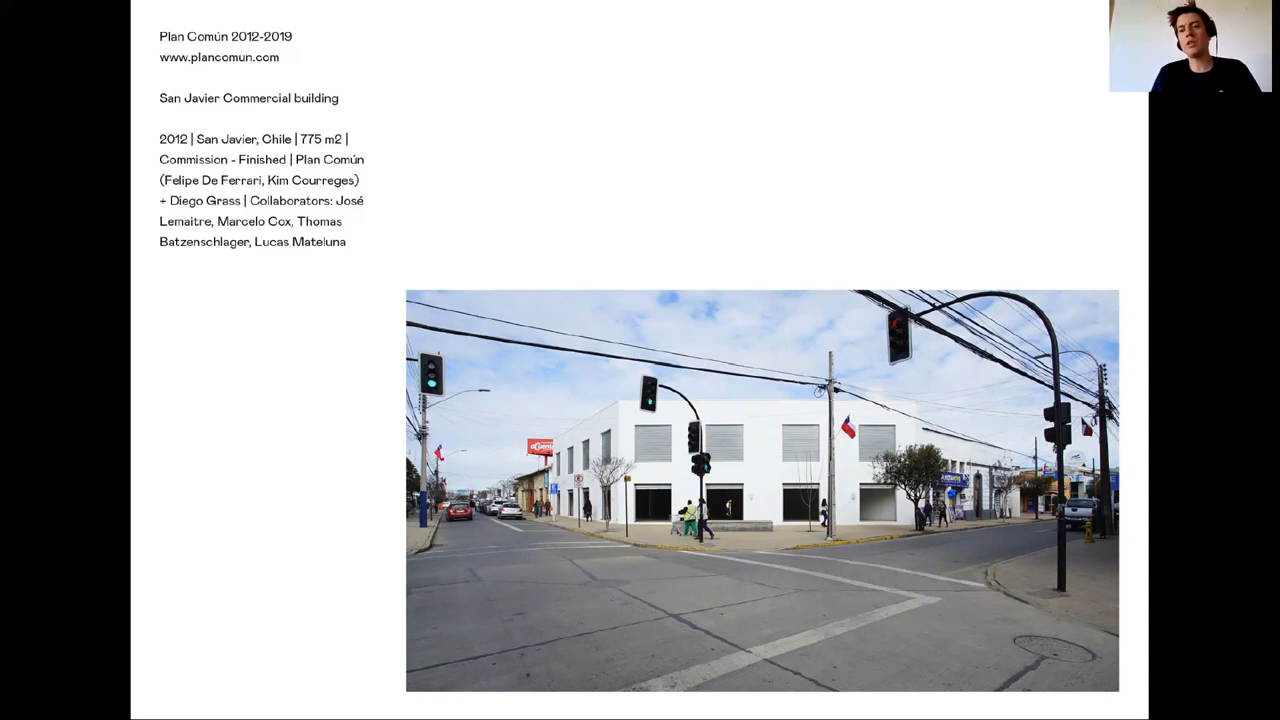 Plan Común 2012-2019
www.plancomun.com
San Javier Commercial building
2012 | San Javier, Chile | 775 m2 |
Commission - Finished | Plan Común
(Felipe De Ferrari, Kim Courreges)
+ Diego Grass | Collaborators: José
Lemaitre, Marcelo Cox, Thomas
Batzenschlager, Lucas Mateluna